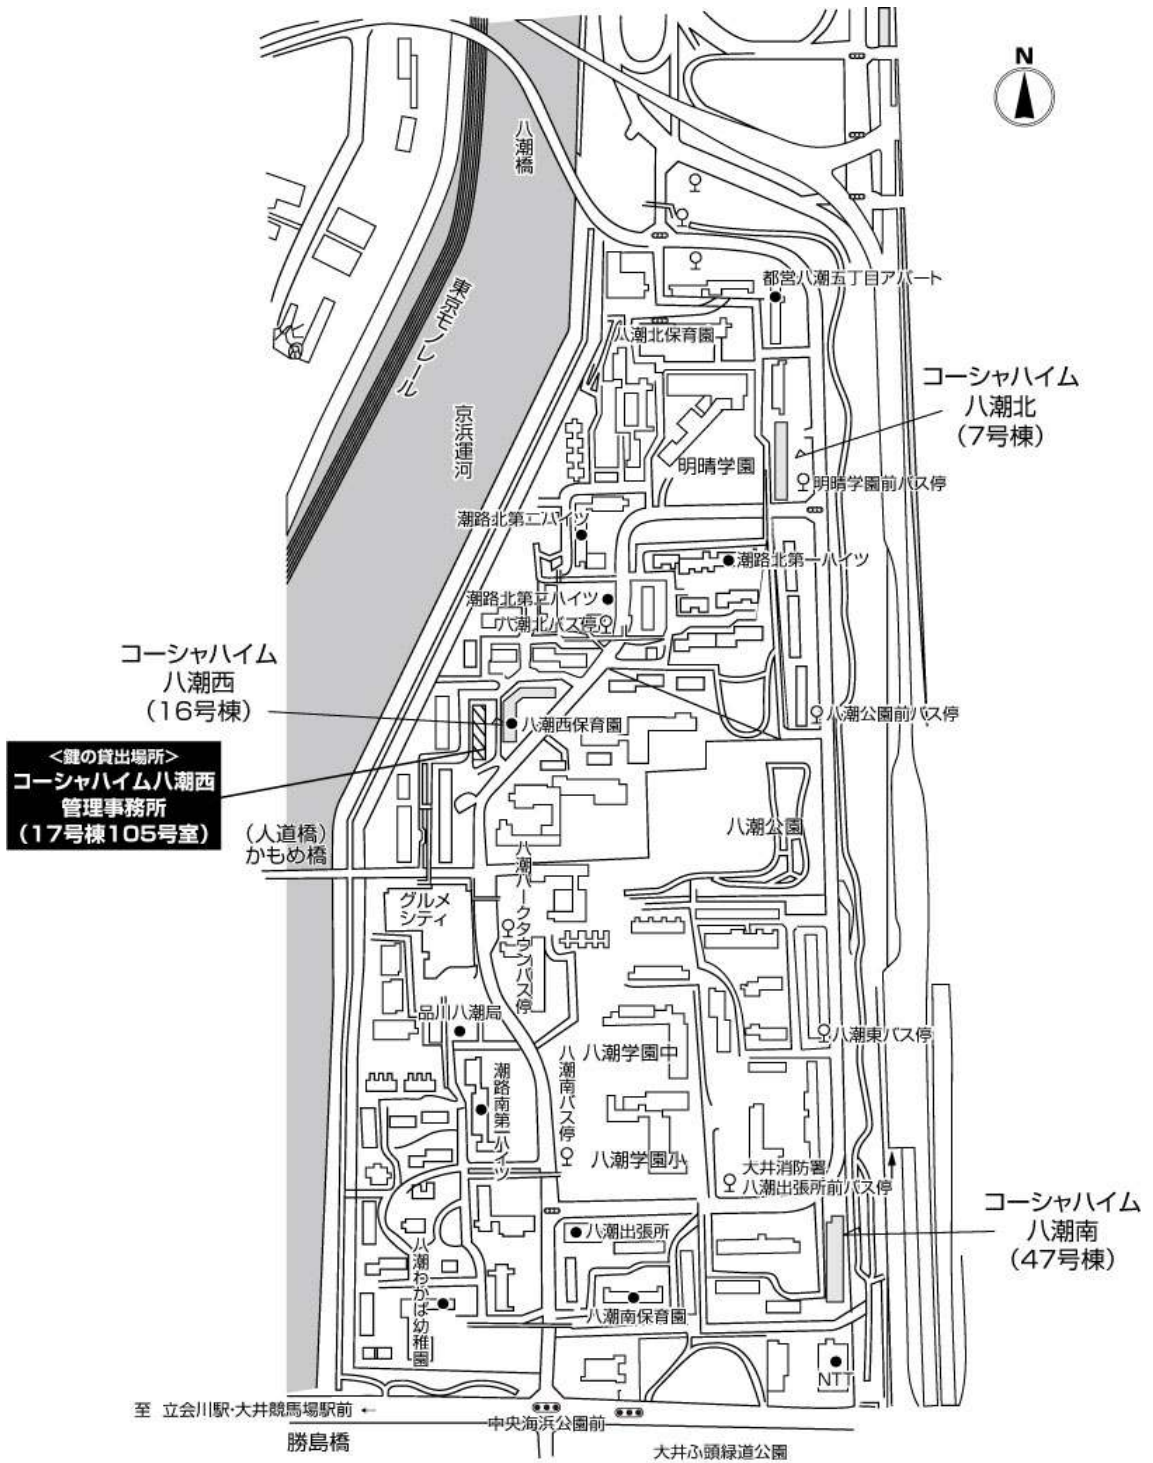 N
八潮橋
都営八潮五丁目アパート
東京モノレール
八潮北保育園
コーシャハイム
八潮北
(7号棟)
京浜運河
明晴学園
明晴学園前バス停
潮路北第二ハイツ
潮路北第一ハイツ
潮路北第三ハイツ
八潮北バス停
コーシャハイム
八潮西
(16号棟)
八潮公園前バス停
八潮西保育園
<鍵の貸出場所>
コーシャハイム八潮西
管理事務所
(17号棟105号室)
八潮公園
(人道橋)
かもめ橋
八潮パークタウンバス停
グルメ
シティ
品川八潮局
八潮東バス停
八潮学園中
八潮南バス停
潮路南第一ハイツ
八潮学園小
大井消防署
八潮出張所前バス停
コーシャハイム
八潮南
(47号棟)
八潮出張所
八潮わかば幼稚園
八潮南保育園
NTT
至 立会川駅・大井競馬場駅前 ←
中央海浜公園前
勝島橋
大井ふ頭緑道公園